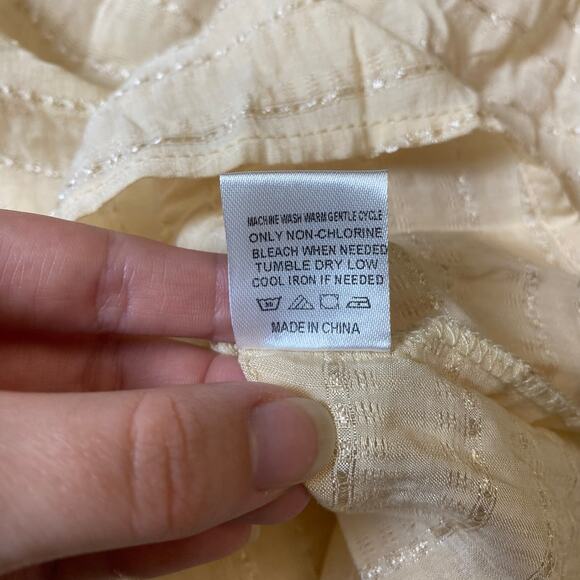 MACHINE WASH WARM GENTLE CYCLE
ONLY NON-CHLORINE
BLEACH WHEN NEEDED
TUMBLE DRY LOW
COOL IRON IF NEEDED
MADE IN CHINA